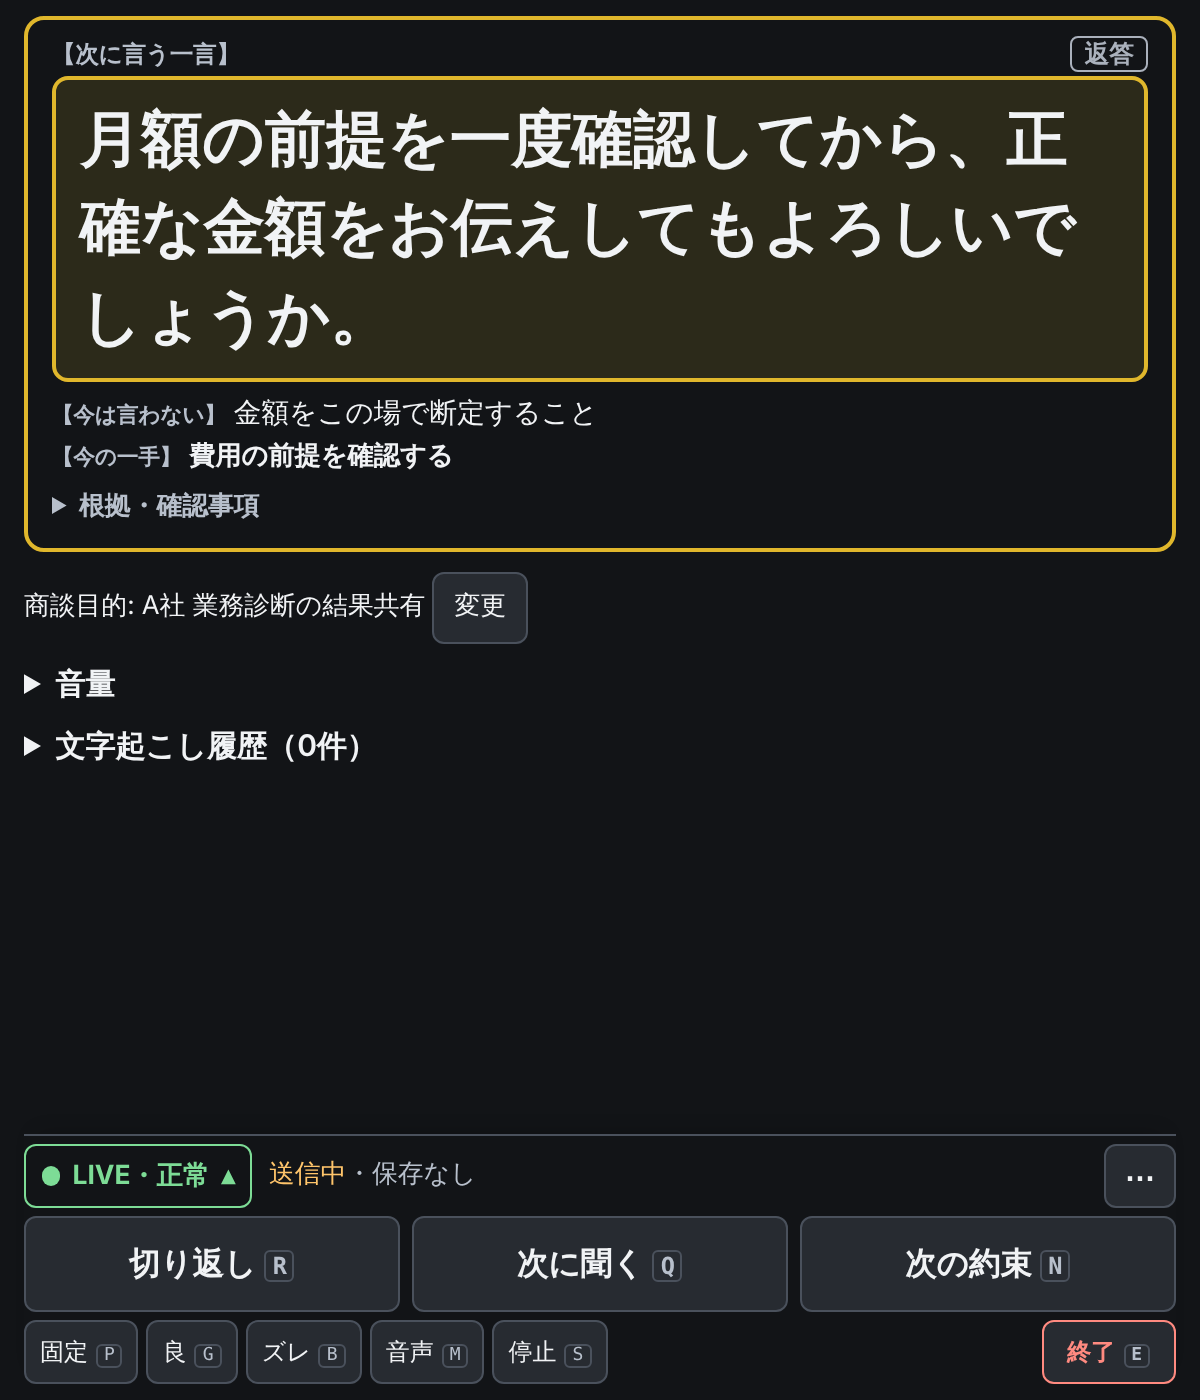 【次に言う一言】 返答
月額の前提を一度確認してから、正
確な金額をお伝えしてもよろしいで
しょうか。
【今は言わない】 金額をこの場で断定すること
【今の一手】 費用の前提を確認する
▶ 根拠・確認事項
商談目的: A社 業務診断の結果共有 変更
▶ 音量
▶ 文字起こし履歴（0件）
● LIVE・正常 ▲ 送信中・保存なし …
切り返し R 次に聞く Q 次の約束 N
固定 P 良 G ズレ B 音声 M 停止 S 終了 E